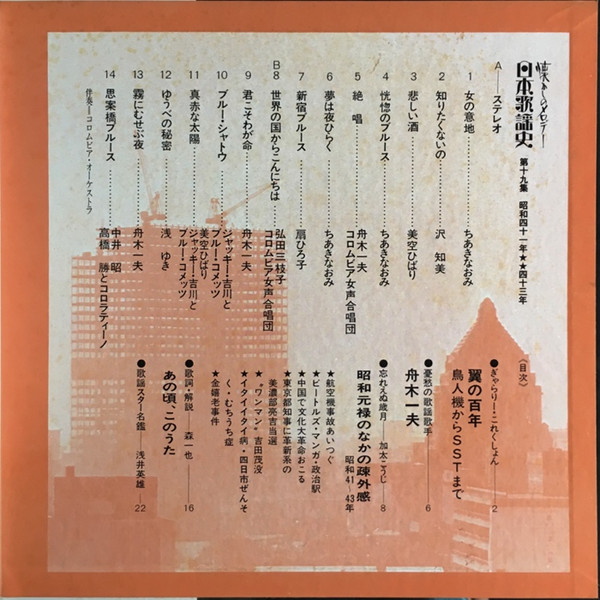 懐しのメロディー
日本歌謡史 第十九集 昭和四十一年★★四十三年
A——ステレオ
1 女の意地 ちあきなおみ
2 知りたくないの 沢 知美
3 悲しい酒 美空ひばり
4 恍惚のブルース ちあきなおみ
5 絶唱 舟木一夫
コロムビア女声合唱団
6 夢は夜ひらく ちあきなおみ
7 新宿ブルース 扇ひろ子
B
8 世界の国からこんにちは 弘田三枝子
コロムビア女声合唱団
9 君こそわが命 舟木一夫
10 ブルー・シャトウ ジャッキー・吉川と
ブルー・コメッツ
11 真赤な太陽 美空ひばり
ジャッキー・吉川と
ブルー・コメッツ
12 ゆうべの秘密 浅 ゆき
13 霧にむせぶ夜 舟木一夫
14 思案橋ブルース 中井 昭
高橋 勝とコロラティーノ
伴奏=コロムビア・オーケストラ
〈目次〉
●ぎゃらりー・これくしょん——2
翼の百年
鳥人機からSSTまで
●憂愁の歌謡歌手——6
舟木一夫
●忘れえぬ歳月——加太こうじ——8
昭和元禄のなかの疎外感
昭和41〜43年
★航空機事故あいつぐ
★ビートルズ・マンガ・政治駅
★中国で文化大革命おこる
★東京都知事に革新系の
美濃部亮吉当選
★"ワンマン"吉田茂没
★イタイイタイ病・四日市ぜんそ
く・むちうち症
★金嬉老事件
●歌詞・解説——森一也——16
あの頃、このうた
●歌謡スター名鑑——浅井英雄——22